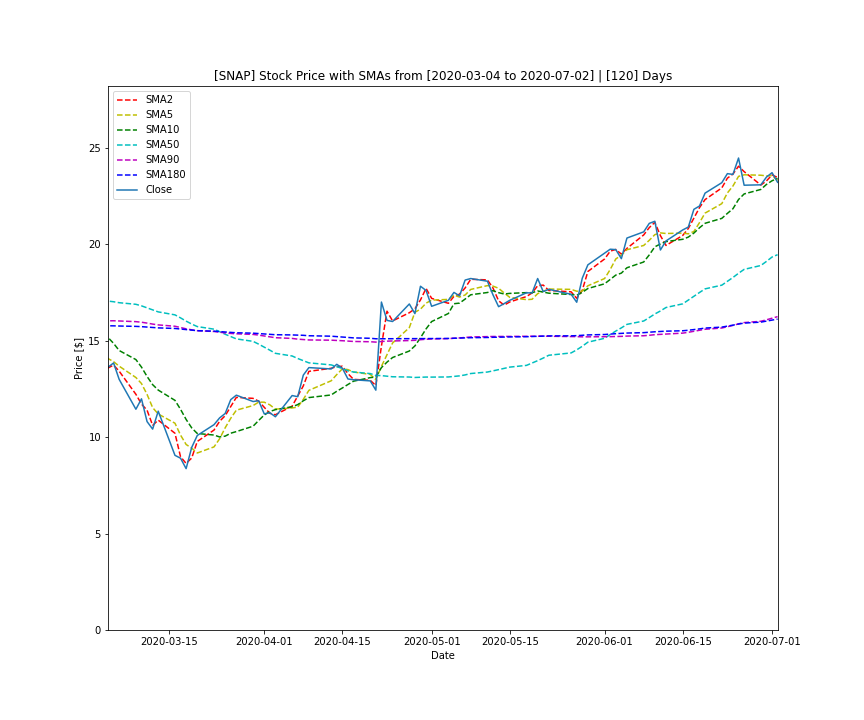 [SNAP] Stock Price with SMAs from [2020-03-04 to 2020-07-02] | [120] Days
SMA2
SMA5
SMA10
SMA50
SMA90
SMA180
Close
25
20
15
10
5
0
Price [$]
2020-03-15 2020-04-01 2020-04-15 2020-05-01 2020-05-15 2020-06-01 2020-06-15 2020-07-01
Date